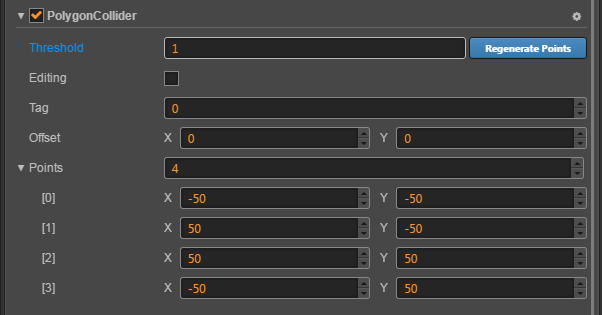 PolygonCollider
Threshold 1 Regenerate Points
Editing
Tag 0
Offset X 0 Y 0
Points 4
[0] X -50 Y -50
[1] X 50 Y -50
[2] X 50 Y 50
[3] X -50 Y 50